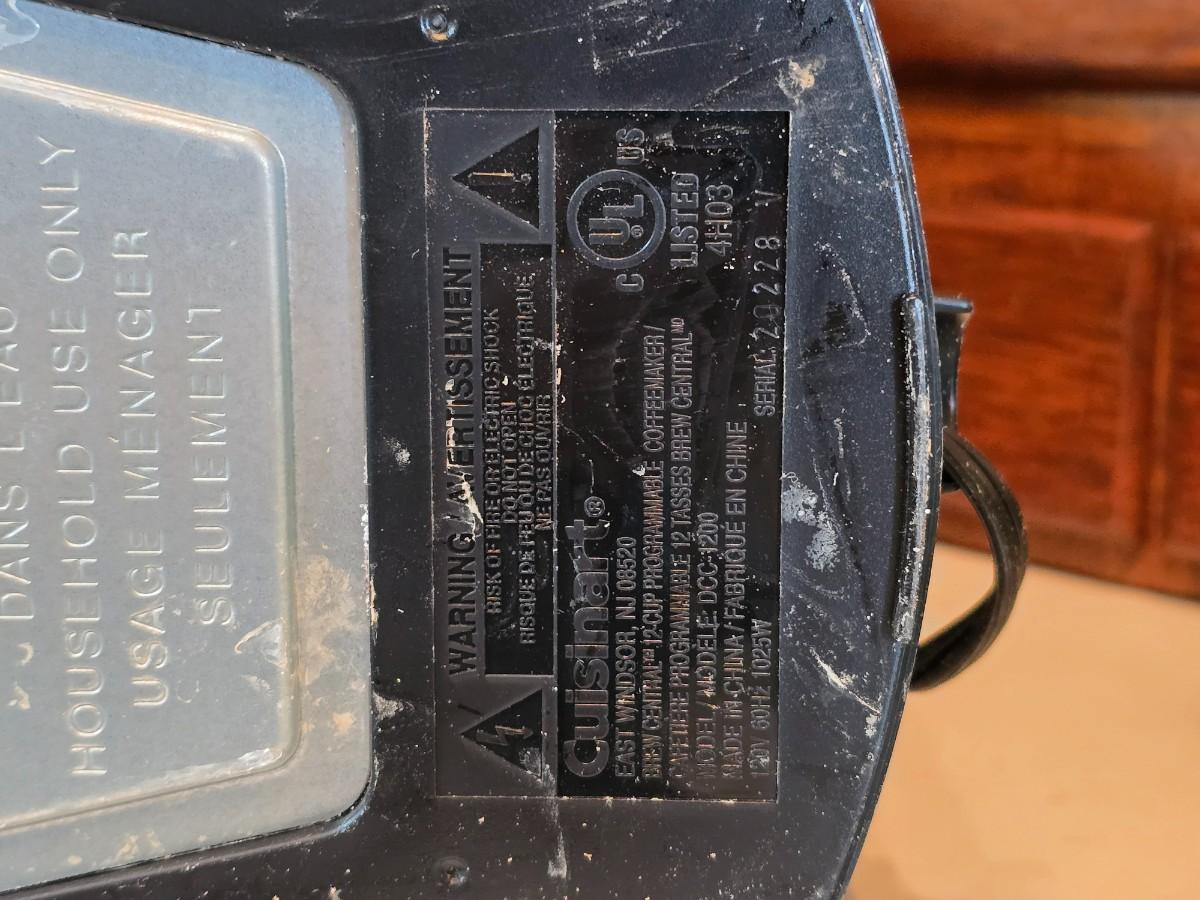 DANS L'EAU
HOUSEHOLD USE ONLY
USAGE MÉNAGER
SEULEMENT
WARNING/AVERTISSEMENT
RISK OF FIRE OR ELECTRIC SHOCK
DO NOT OPEN
RISQUE DE FEU OU DE CHOC ÉLECTRIQUE
NE PAS OUVRIR
Cuisinart®
EAST WINDSOR, NJ 08520
BREW CENTRAL™ 12-CUP PROGRAMMABLE COFFEEMAKER /
CAFETIÈRE PROGRAMMABLE 12 TASSES BREW CENTRALᴹᴰ
MODEL / MODÈLE: DCC-1200
MADE IN CHINA / FABRIQUÉ EN CHINE
120V 60HZ 1025W
SERIAL: 20228 V
C UL® US
LISTED
4H03